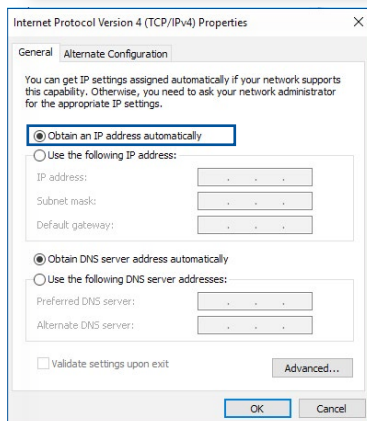 Internet Protocol Version 4 (TCP/IPv4) Properties
General
Alternate Configuration
You can get IP settings assigned automatically if your network supports
this capability. Otherwise, you need to ask your network administrator
for the appropriate IP settings.
Obtain an IP address automatically
Use the following IP address:
IP address:
Subnet mask:
Default gateway:
Obtain DNS server address automatically
Use the following DNS server addresses:
Preferred DNS server:
Alternate DNS server:
Validate settings upon exit
Advanced...
OK
Cancel